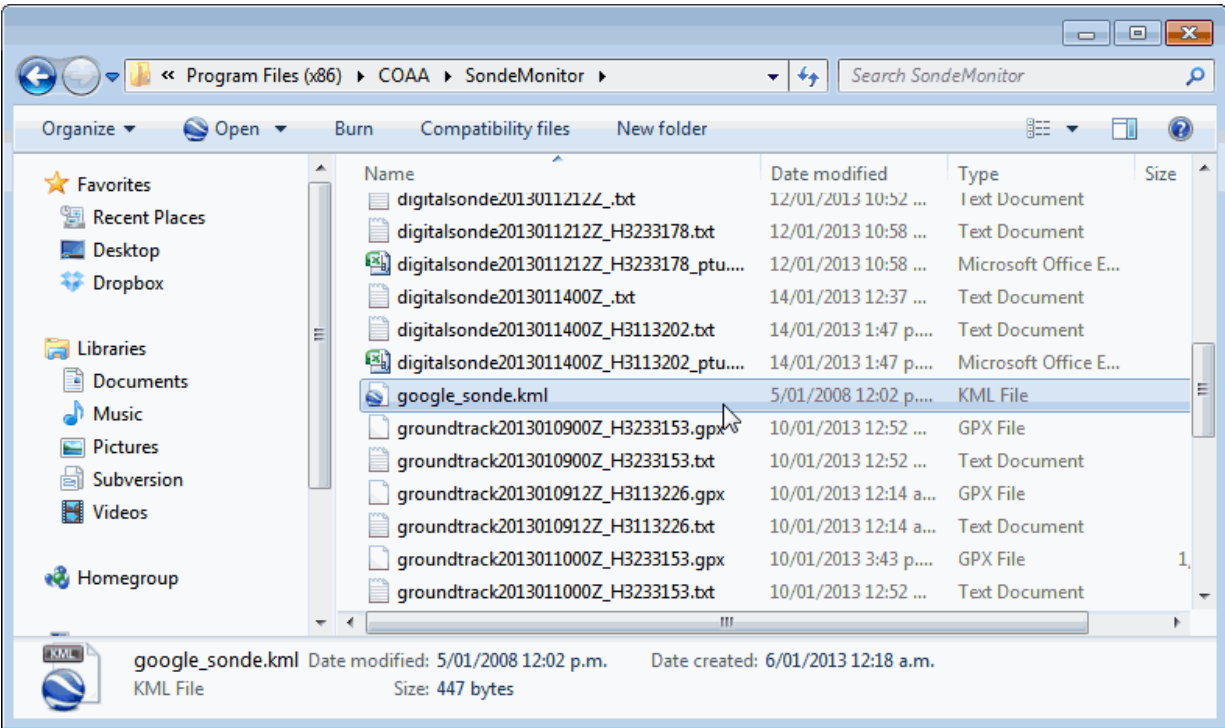 « Program Files (x86) ▸ COAA ▸ SondeMonitor ▸ Search SondeMonitor
Organize ▾ Open ▾ Burn Compatibility files New folder
Favorites
Recent Places
Desktop
Dropbox
Libraries
Documents
Music
Pictures
Subversion
Videos
Homegroup
Name Date modified Type Size
digitalsonde2013011212Z_.txt 12/01/2013 10:52 ... Text Document
digitalsonde2013011212Z_H3233178.txt 12/01/2013 10:58 ... Text Document
digitalsonde2013011212Z_H3233178_ptu.... 12/01/2013 10:58 ... Microsoft Office E...
digitalsonde2013011400Z_.txt 14/01/2013 12:37 ... Text Document
digitalsonde2013011400Z_H3113202.txt 14/01/2013 1:47 p.... Text Document
digitalsonde2013011400Z_H3113202_ptu.... 14/01/2013 1:47 p.... Microsoft Office E...
google_sonde.kml 5/01/2008 12:02 p.... KML File
groundtrack2013010900Z_H3233153.gpx 10/01/2013 12:52 ... GPX File
groundtrack2013010900Z_H3233153.txt 10/01/2013 12:52 ... Text Document
groundtrack2013010912Z_H3113226.gpx 10/01/2013 12:14 a... GPX File
groundtrack2013010912Z_H3113226.txt 10/01/2013 12:14 a... Text Document
groundtrack2013011000Z_H3233153.gpx 10/01/2013 3:43 p.... GPX File 1,
groundtrack2013011000Z_H3233153.txt 10/01/2013 12:52 ... Text Document
KML
google_sonde.kml Date modified: 5/01/2008 12:02 p.m. Date created: 6/01/2013 12:18 a.m.
KML File Size: 447 bytes